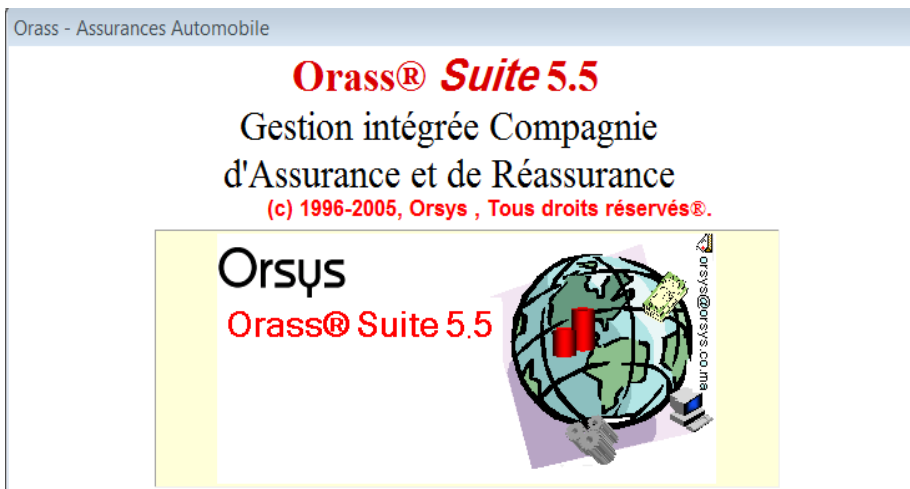 Orass - Assurances Automobile
Orass® Suite 5.5
Gestion intégrée Compagnie
d'Assurance et de Réassurance
(c) 1996-2005, Orsys , Tous droits réservés®.
Orsys
Orass® Suite 5.5
orsys@orsys.co.ma